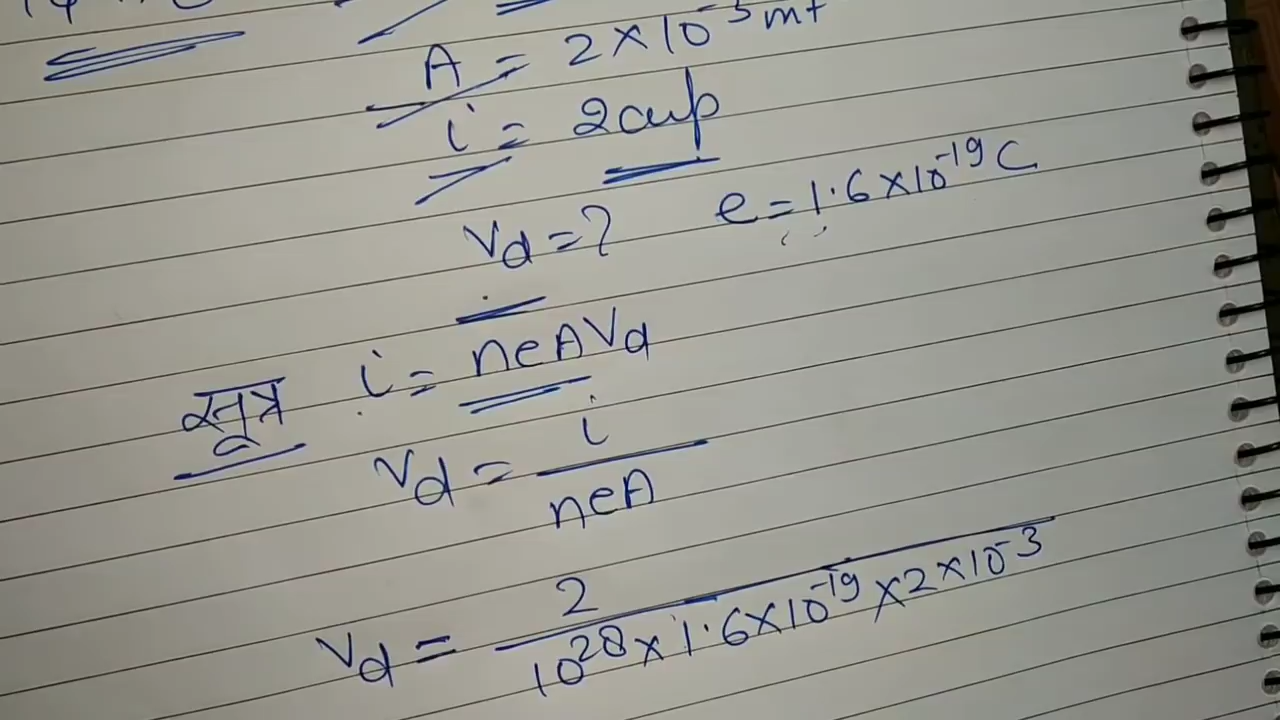 A = 2×10⁻³ mt
i = 2amp
Vd = ? e = 1.6×10⁻¹⁹ C
सूत्र i = neAVd
Vd = i / neA
Vd = 2 / 10²⁸ × 1.6×10⁻¹⁹ × 2×10⁻³